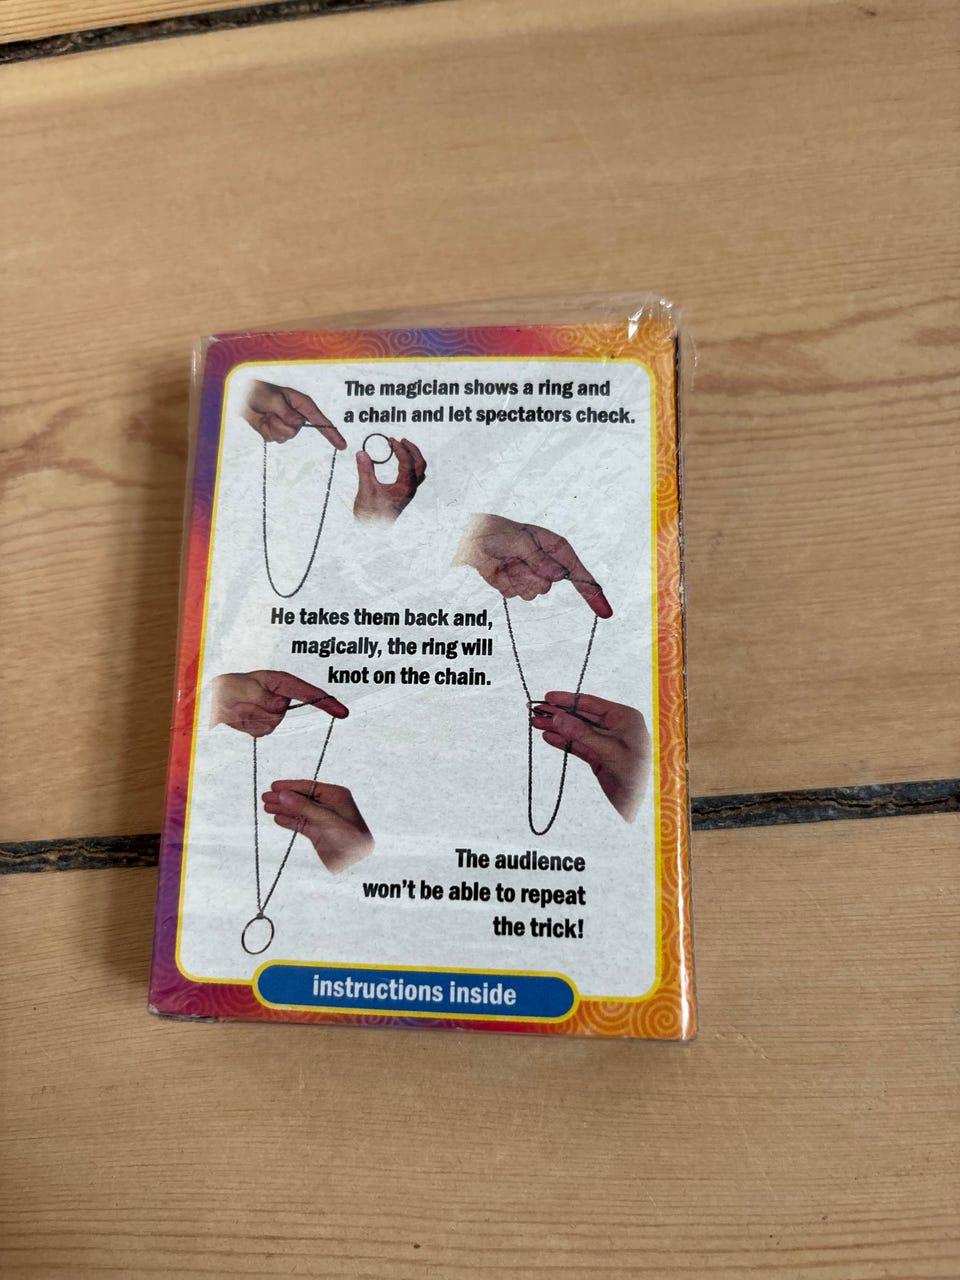 The magician shows a ring and
a chain and let spectators check.
He takes them back and,
magically, the ring will
knot on the chain.
The audience
won't be able to repeat
the trick!
instructions inside